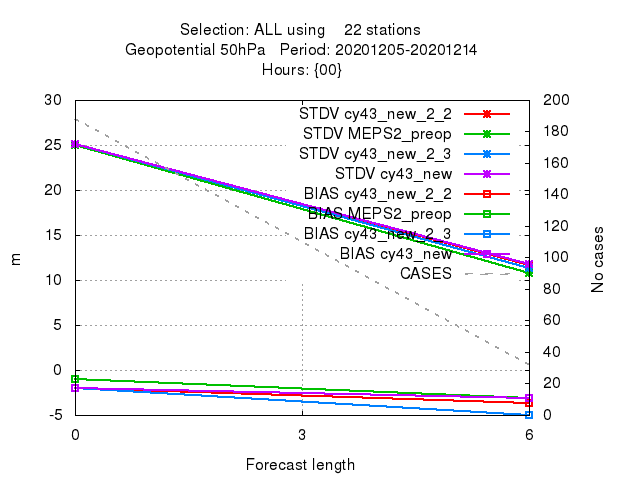 Selection: ALL using 22 stations
Geopotential 50hPa Period: 20201205-20201214
Hours: {00}
30 200
25 180
20 160
15 140
10 120
5 100
0 80
-5 60
40
20
0
STDV cy43_new_2_2
STDV MEPS2_preop
STDV cy43_new_2_3
STDV cy43_new
BIAS cy43_new_2_2
BIAS MEPS2_preop
BIAS cy43_new_2_3
BIAS cy43_new
CASES
m
No cases
0 3 6
Forecast length